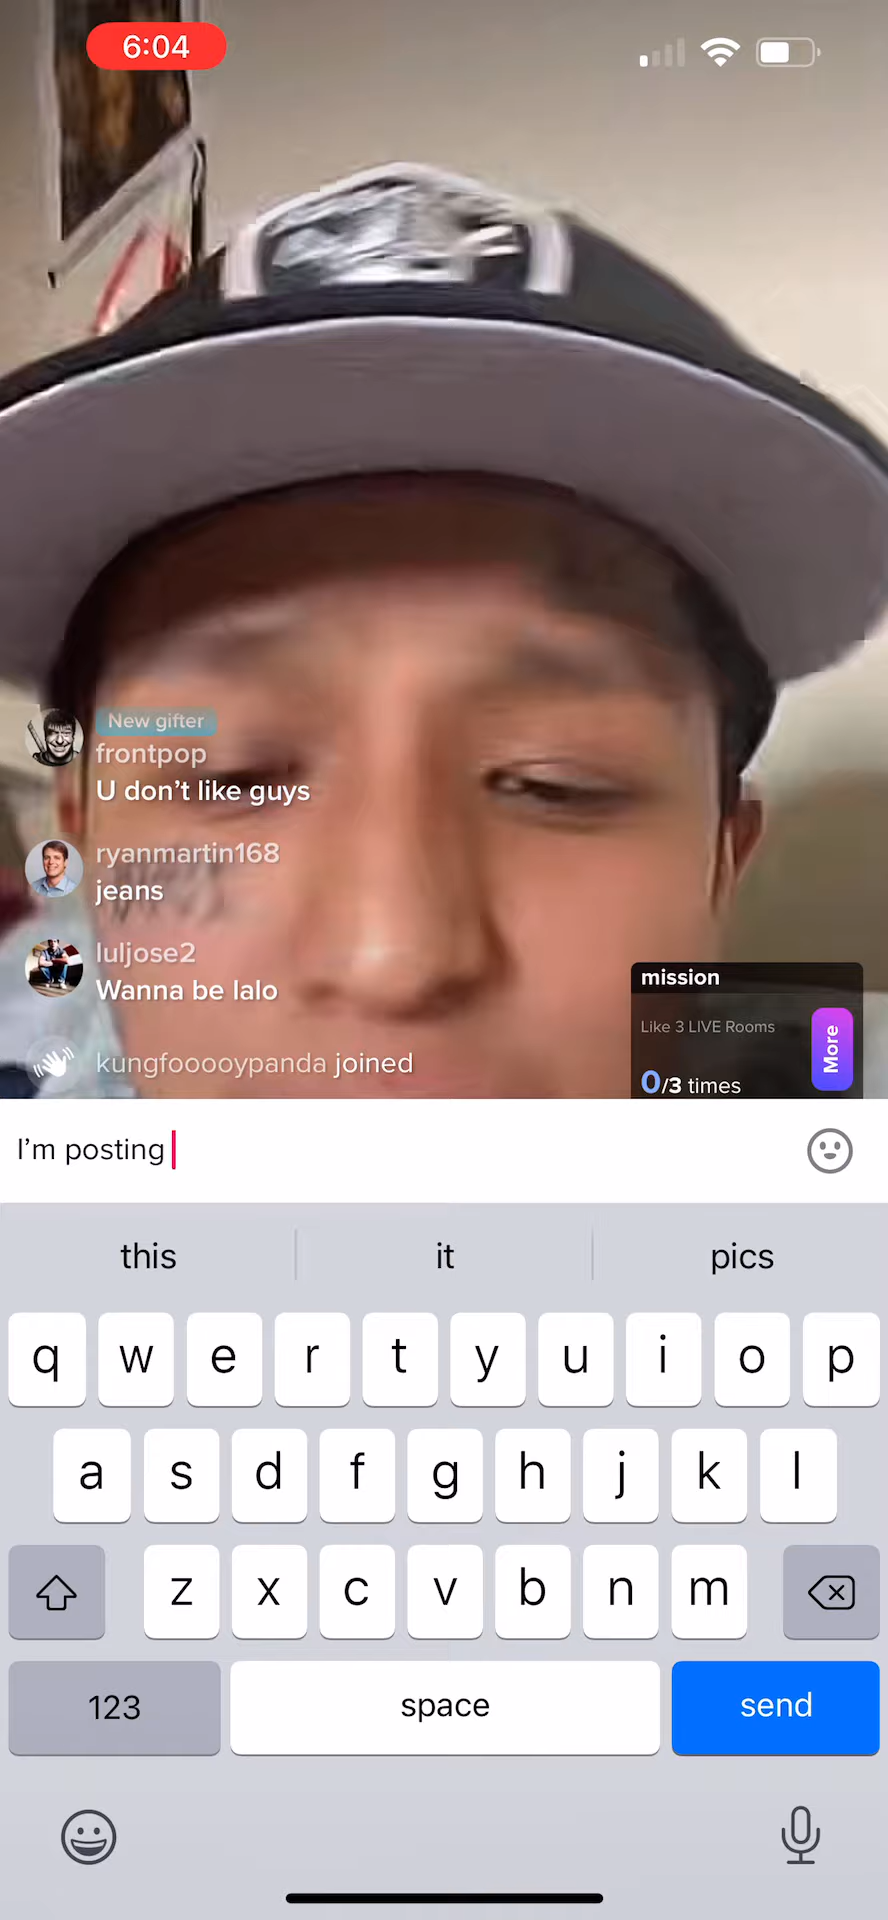 6:04
New gifter
frontpop
U don't like guys
ryanmartin168
jeans
luljose2
Wanna be lalo
kungfooooypanda joined
mission
Like 3 LIVE Rooms
0/3 times
More
I'm posting
this it pics
q w e r t y u i o p
a s d f g h j k l
z x c v b n m
123 space send